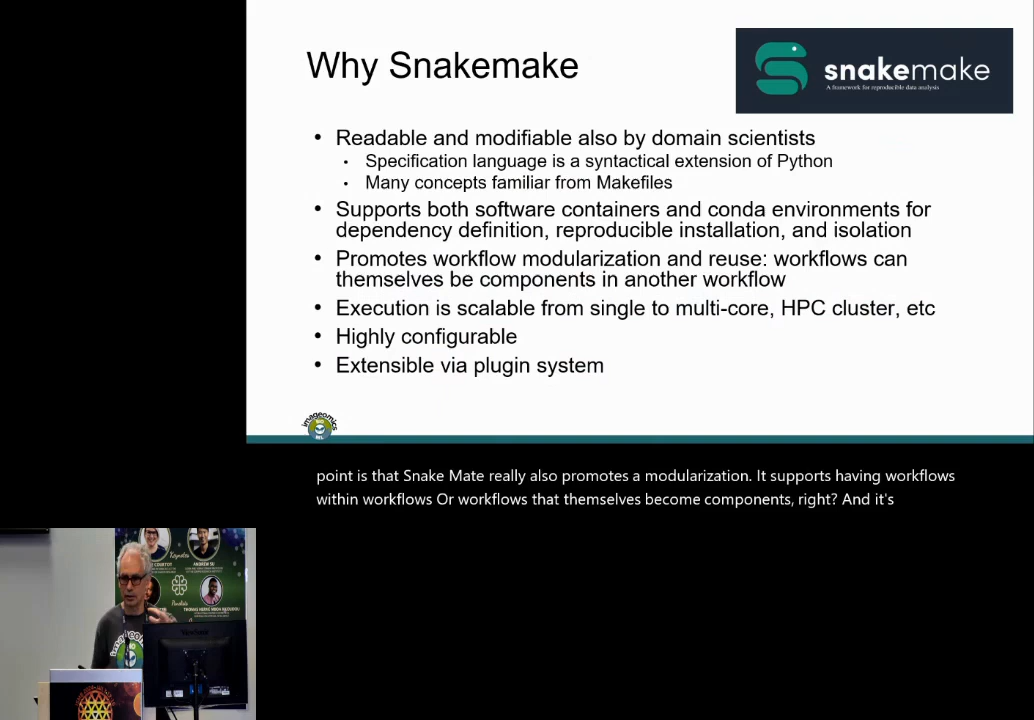 Why Snakemake
snakemake
A framework for reproducible data analysis
• Readable and modifiable also by domain scientists
• Specification language is a syntactical extension of Python
• Many concepts familiar from Makefiles
• Supports both software containers and conda environments for
dependency definition, reproducible installation, and isolation
• Promotes workflow modularization and reuse: workflows can
themselves be components in another workflow
• Execution is scalable from single to multi-core, HPC cluster, etc
• Highly configurable
• Extensible via plugin system
imageomics
point is that Snake Mate really also promotes a modularization. It supports having workflows
within workflows Or workflows that themselves become components, right? And it's
Keynotes
ANDREW SU